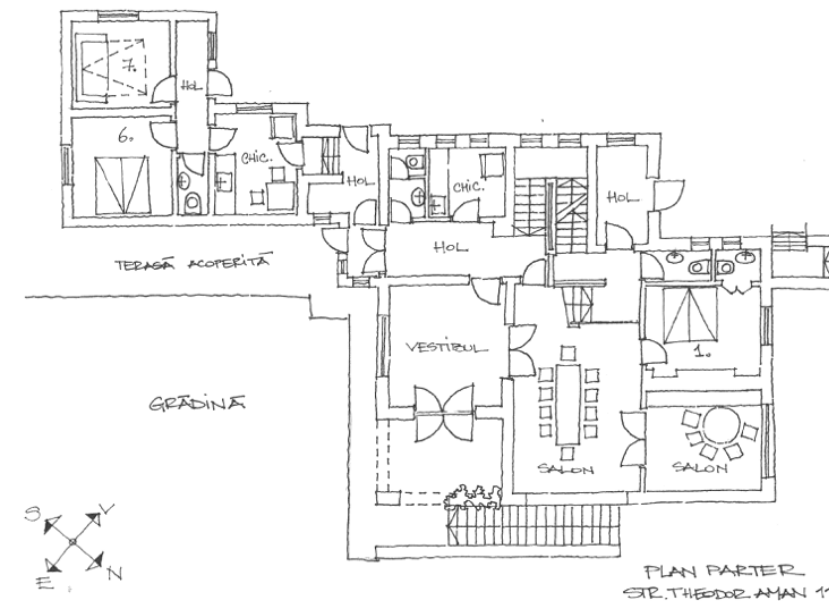 7.
HOL
6.
CHIC.
HOL
CHIC.
HOL
HOL
TERASĂ ACOPERITĂ
VESTIBUL
1.
GRĂDINĂ
SALON
SALON
S
V
E
N
PLAN PARTER
STR. THEODOR AMAN